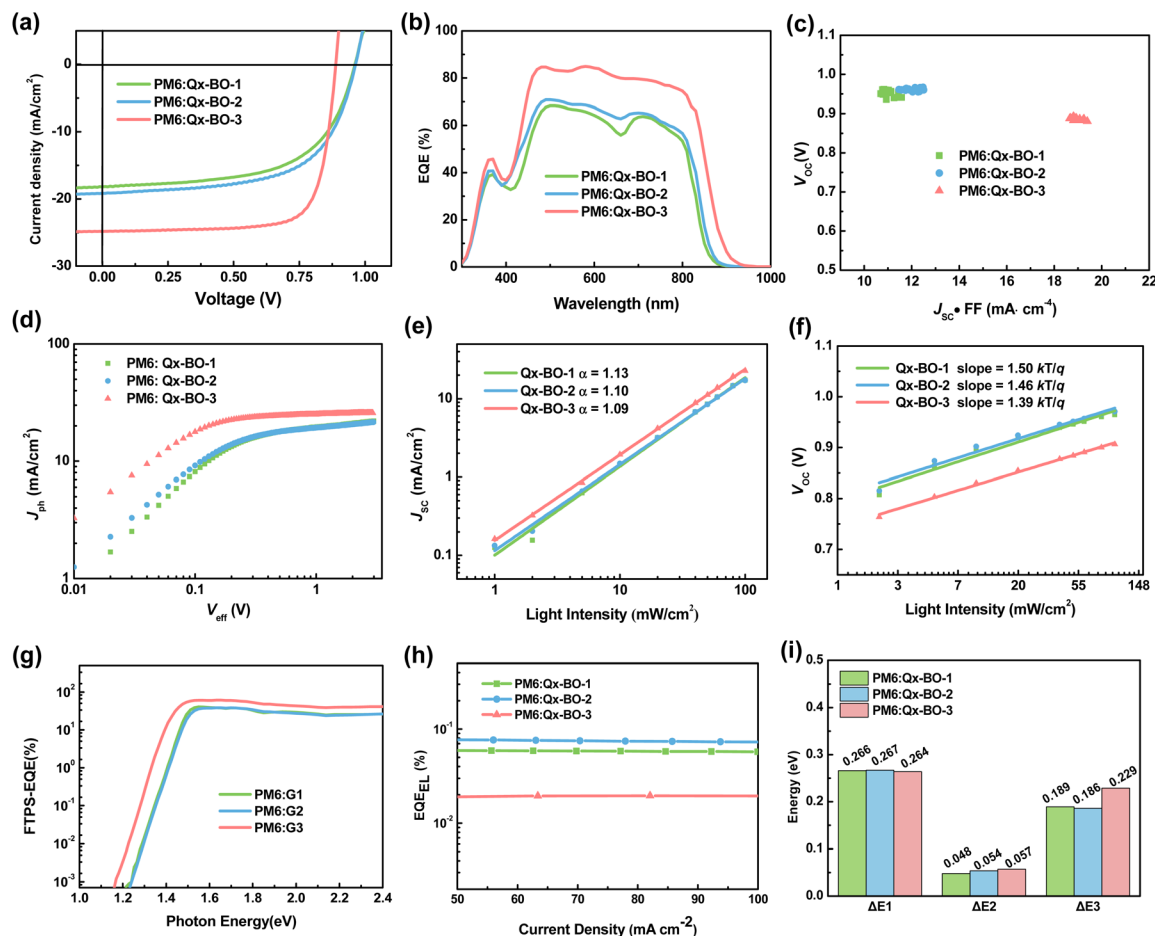 (a)
Current density (mA/cm²)
0
-10
-20
-30
PM6:Qx-BO-1
PM6:Qx-BO-2
PM6:Qx-BO-3
0.00 0.25 0.50 0.75 1.00
Voltage (V)
(b)
EQE (%)
100
80
60
40
20
0
PM6:Qx-BO-1
PM6:Qx-BO-2
PM6:Qx-BO-3
400 600 800 1000
Wavelength (nm)
(c)
V_OC(V)
1.1
1.0
0.9
0.8
0.7
0.6
0.5
PM6:Qx-BO-1
PM6:Qx-BO-2
PM6:Qx-BO-3
10 12 14 16 18 20 22
J_SC• FF (mA· cm⁻⁴)
(d)
J_ph (mA/cm²)
100
10
1
PM6: Qx-BO-1
PM6: Qx-BO-2
PM6: Qx-BO-3
0.01 0.1 1
V_eff (V)
(e)
J_SC (mA/cm²)
10
1
0.1
Qx-BO-1 α = 1.13
Qx-BO-2 α = 1.10
Qx-BO-3 α = 1.09
1 10 100
Light Intensity (mW/cm²)
(f)
V_OC (V)
1.1
1.0
0.9
0.8
0.7
Qx-BO-1 slope = 1.50 kT/q
Qx-BO-2 slope = 1.46 kT/q
Qx-BO-3 slope = 1.39 kT/q
1 3 7 20 55 148
Light Intensity (mW/cm²)
(g)
FTPS-EQE(%)
10²
10¹
10⁰
10⁻¹
10⁻²
10⁻³
PM6:G1
PM6:G2
PM6:G3
1.0 1.2 1.4 1.6 1.8 2.0 2.2 2.4
Photon Energy(eV)
(h)
EQE_EL (%)
10⁻¹
10⁻²
PM6:Qx-BO-1
PM6:Qx-BO-2
PM6:Qx-BO-3
50 60 70 80 90 100
Current Density (mA cm⁻²)
(i)
Energy (eV)
0.5
0.4
0.3
0.2
0.1
0.0
PM6:Qx-BO-1
PM6:Qx-BO-2
PM6:Qx-BO-3
0.266 0.267 0.264
0.048 0.054 0.057
0.189 0.186 0.229
ΔE1 ΔE2 ΔE3